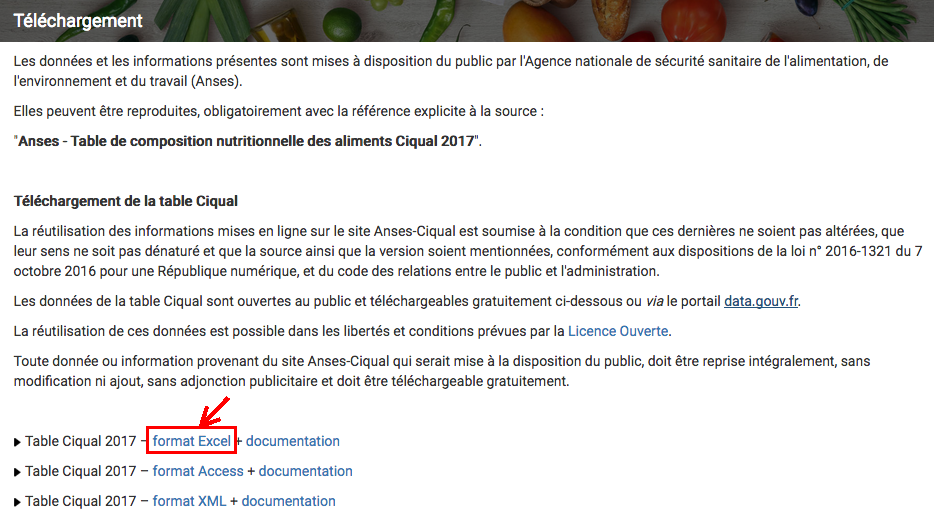 Téléchargement
Les données et les informations présentes sont mises à disposition du public par l'Agence nationale de sécurité sanitaire de l'alimentation, de
l'environnement et du travail (Anses).
Elles peuvent être reproduites, obligatoirement avec la référence explicite à la source :
"Anses - Table de composition nutritionnelle des aliments Ciqual 2017".
Téléchargement de la table Ciqual
La réutilisation des informations mises en ligne sur le site Anses-Ciqual est soumise à la condition que ces dernières ne soient pas altérées, que
leur sens ne soit pas dénaturé et que la source ainsi que la version soient mentionnées, conformément aux dispositions de la loi n° 2016-1321 du 7
octobre 2016 pour une République numérique, et du code des relations entre le public et l'administration.
Les données de la table Ciqual sont ouvertes au public et téléchargeables gratuitement ci-dessous ou via le portail data.gouv.fr.
La réutilisation de ces données est possible dans les libertés et conditions prévues par la Licence Ouverte.
Toute donnée ou information provenant du site Anses-Ciqual qui serait mise à la disposition du public, doit être reprise intégralement, sans
modification ni ajout, sans adjonction publicitaire et doit être téléchargeable gratuitement.
Table Ciqual 2017 – format Excel + documentation
Table Ciqual 2017 – format Access + documentation
Table Ciqual 2017 – format XML + documentation